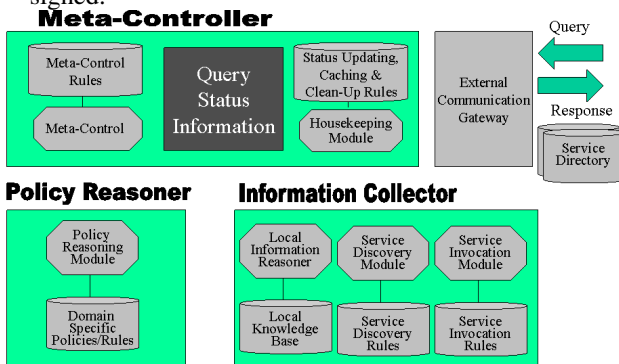 signed.
Meta-Controller
Meta-Control
Rules
Meta-Control
Query
Status
Information
Status Updating,
Caching &
Clean-Up Rules
Housekeeping
Module
External
Communication
Gateway
Query
Response
Service
Directory
Policy Reasoner
Policy
Reasoning
Module
Domain
Specific
Policies/Rules
Information Collector
Local
Information
Reasoner
Local
Knowledge
Base
Service
Discovery
Module
Service
Discovery
Rules
Service
Invocation
Module
Service
Invocation
Rules